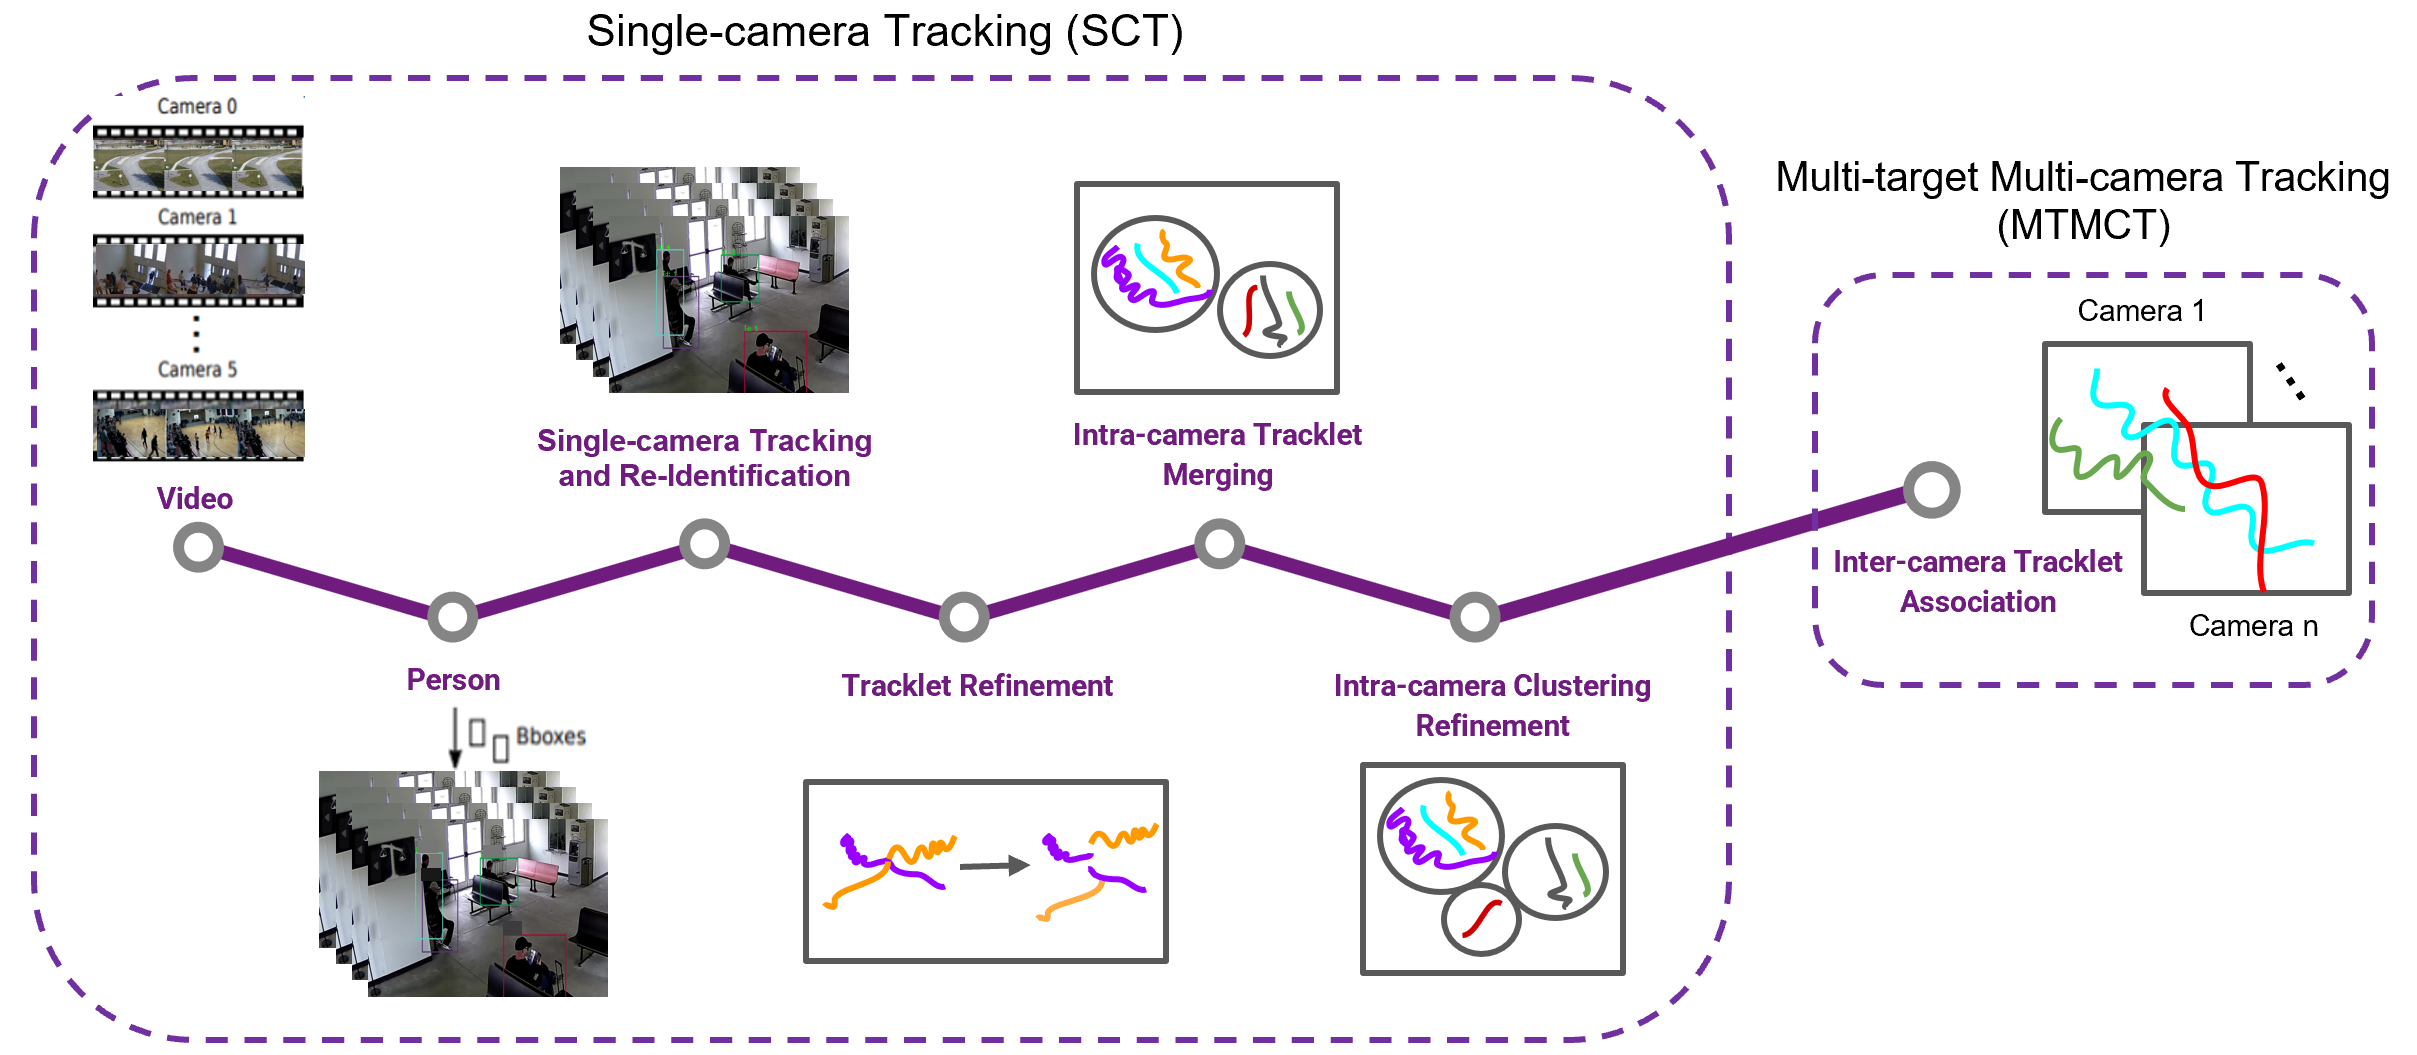 Single-camera Tracking (SCT)
Camera 0
Camera 1
Camera 5
Video
Single-camera Tracking
and Re-Identification
Intra-camera Tracklet
Merging
Person
Bboxes
Tracklet Refinement
Intra-camera Clustering
Refinement
Multi-target Multi-camera Tracking
(MTMCT)
Camera 1
Inter-camera Tracklet
Association
Camera n